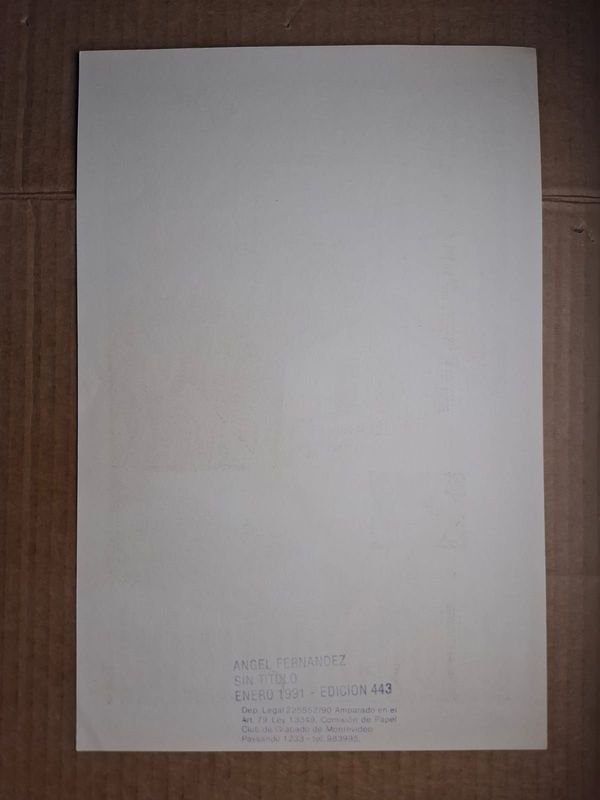 ANGEL FERNANDEZ
SIN TITULO
ENERO 1991 - EDICION 443
Dep. Legal 225552/90 Amparado en el
Art. 79 Ley 13349. Comisión de Papel
Club de Grabado de Montevideo
Paysandú 1233 - tel. 983995.